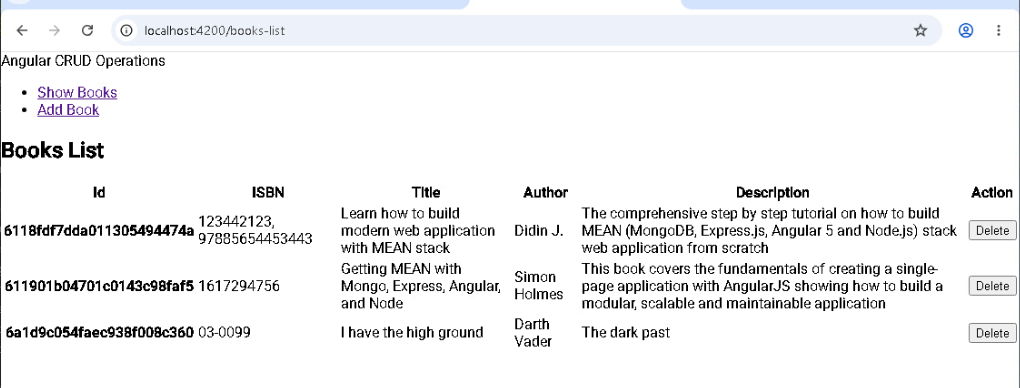 localhost:4200/books-list
Angular CRUD Operations
Show Books
Add Book
Books List
Id ISBN Title Author Description Action
6118fdf7dda011305494474a 123442123, 97885654453443 Learn how to build modern web application with MEAN stack Didin J. The comprehensive step by step tutorial on how to build MEAN (MongoDB, Express.js, Angular 5 and Node.js) stack web application from scratch Delete
611901b04701c0143c98faf5 1617294756 Getting MEAN with Mongo, Express, Angular, and Node Simon Holmes This book covers the fundamentals of creating a single-page application with AngularJS showing how to build a modular, scalable and maintainable application Delete
6a1d9c054faec938f008c360 03-0099 I have the high ground Darth Vader The dark past Delete